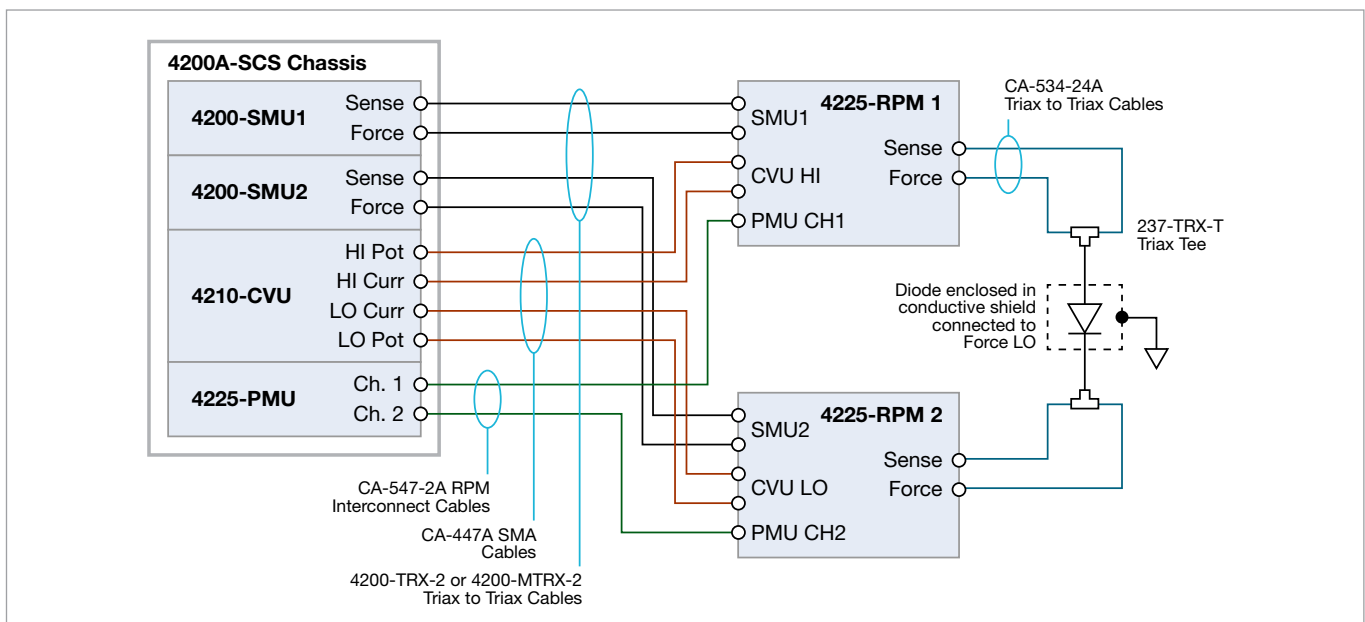 4200A-SCS Chassis
4200-SMU1
Sense
Force
4200-SMU2
Sense
Force
4210-CVU
HI Pot
HI Curr
LO Curr
LO Pot
4225-PMU
Ch. 1
Ch. 2
4225-RPM 1
SMU1
CVU HI
PMU CH1
Sense
Force
CA-534-24A
Triax to Triax Cables
237-TRX-T
Triax Tee
Diode enclosed in
conductive shield
connected to
Force LO
4225-RPM 2
SMU2
CVU LO
PMU CH2
Sense
Force
CA-547-2A RPM
Interconnect Cables
CA-447A SMA
Cables
4200-TRX-2 or 4200-MTRX-2
Triax to Triax Cables